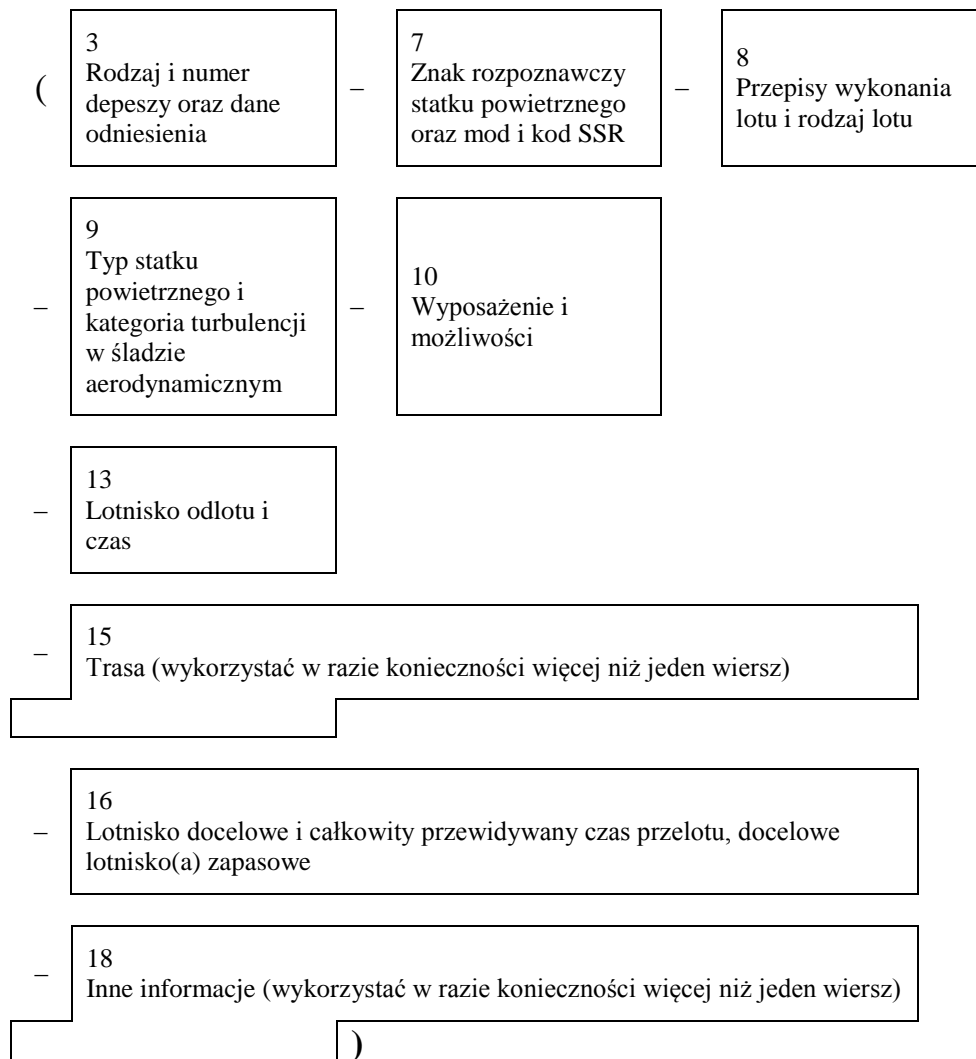 (
3
Rodzaj i numer
depeszy oraz dane
odniesienia
–
7
Znak rozpoznawczy
statku powietrznego
oraz mod i kod SSR
–
8
Przepisy wykonania
lotu i rodzaj lotu
–
9
Typ statku
powietrznego i
kategoria turbulencji
w śladzie
aerodynamicznym
–
10
Wyposażenie i
możliwości
–
13
Lotnisko odlotu i
czas
–
15
Trasa (wykorzystać w razie konieczności więcej niż jeden wiersz)
–
16
Lotnisko docelowe i całkowity przewidywany czas przelotu, docelowe
lotnisko(a) zapasowe
–
18
Inne informacje (wykorzystać w razie konieczności więcej niż jeden wiersz)
)